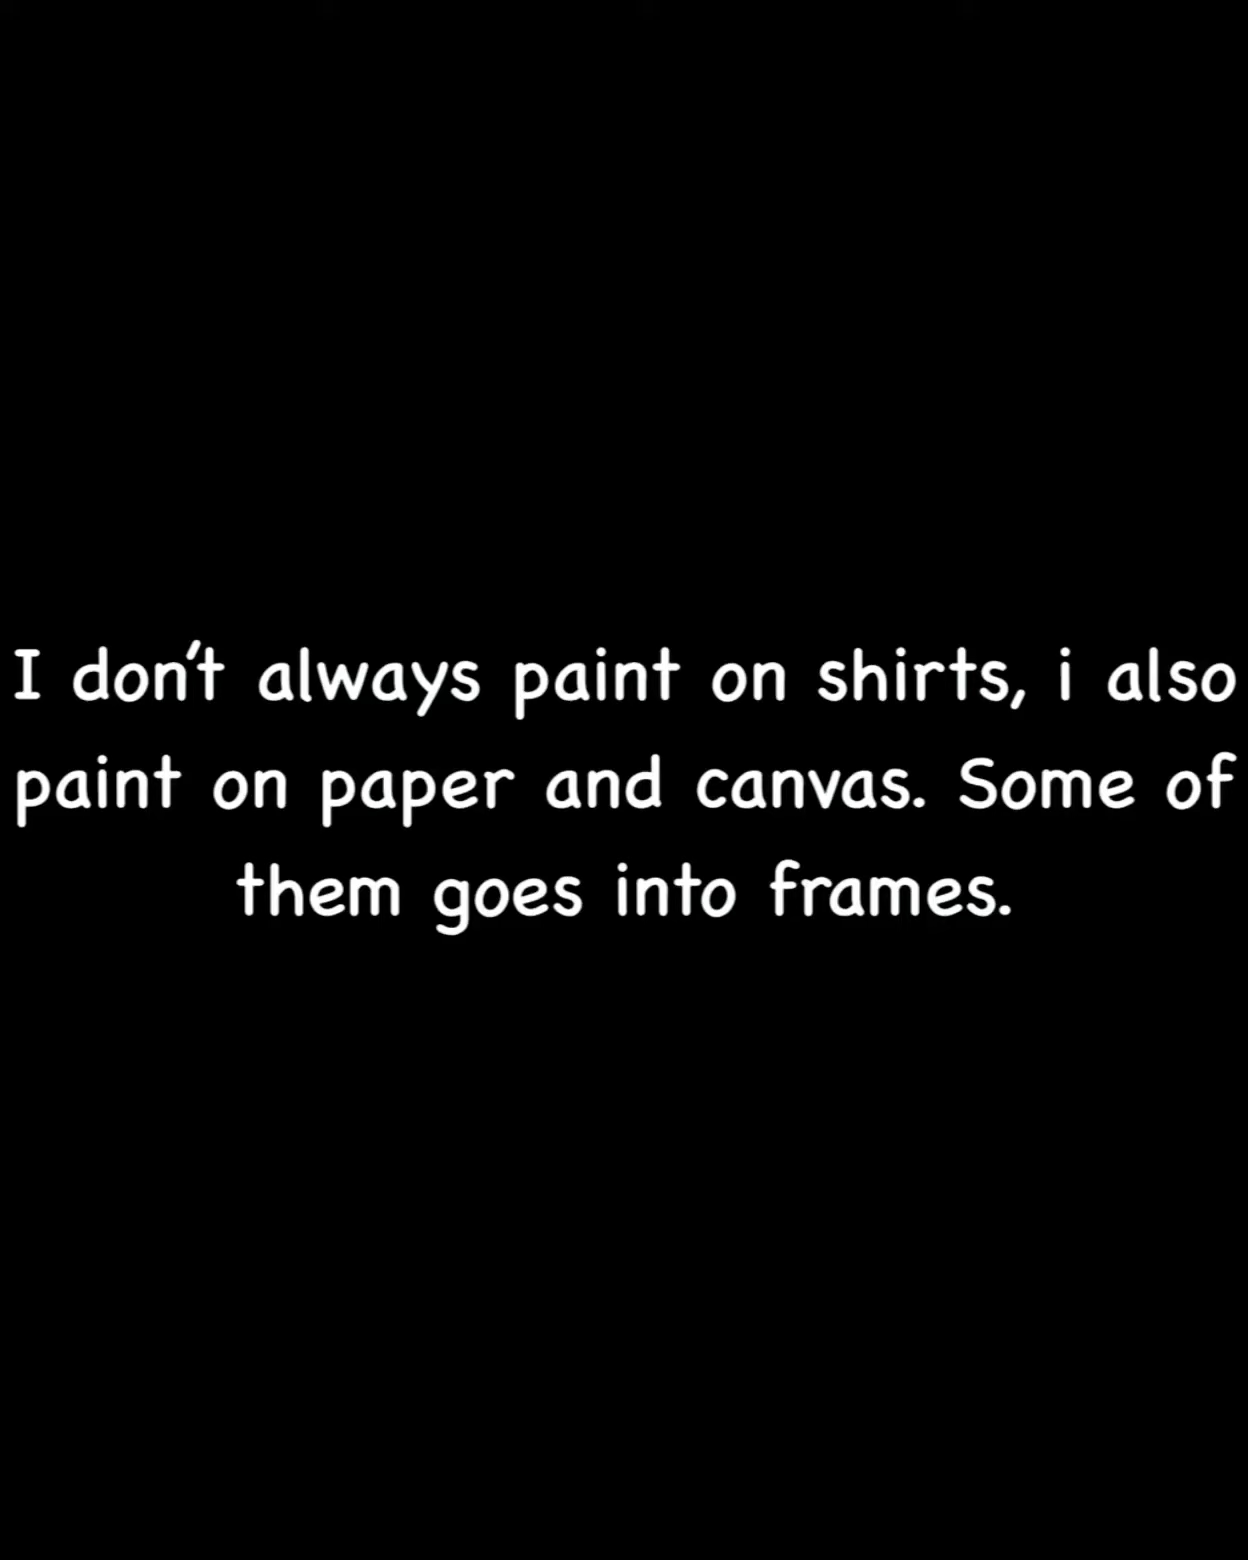 I don't always paint on shirts, i also
paint on paper and canvas. Some of
them goes into frames.